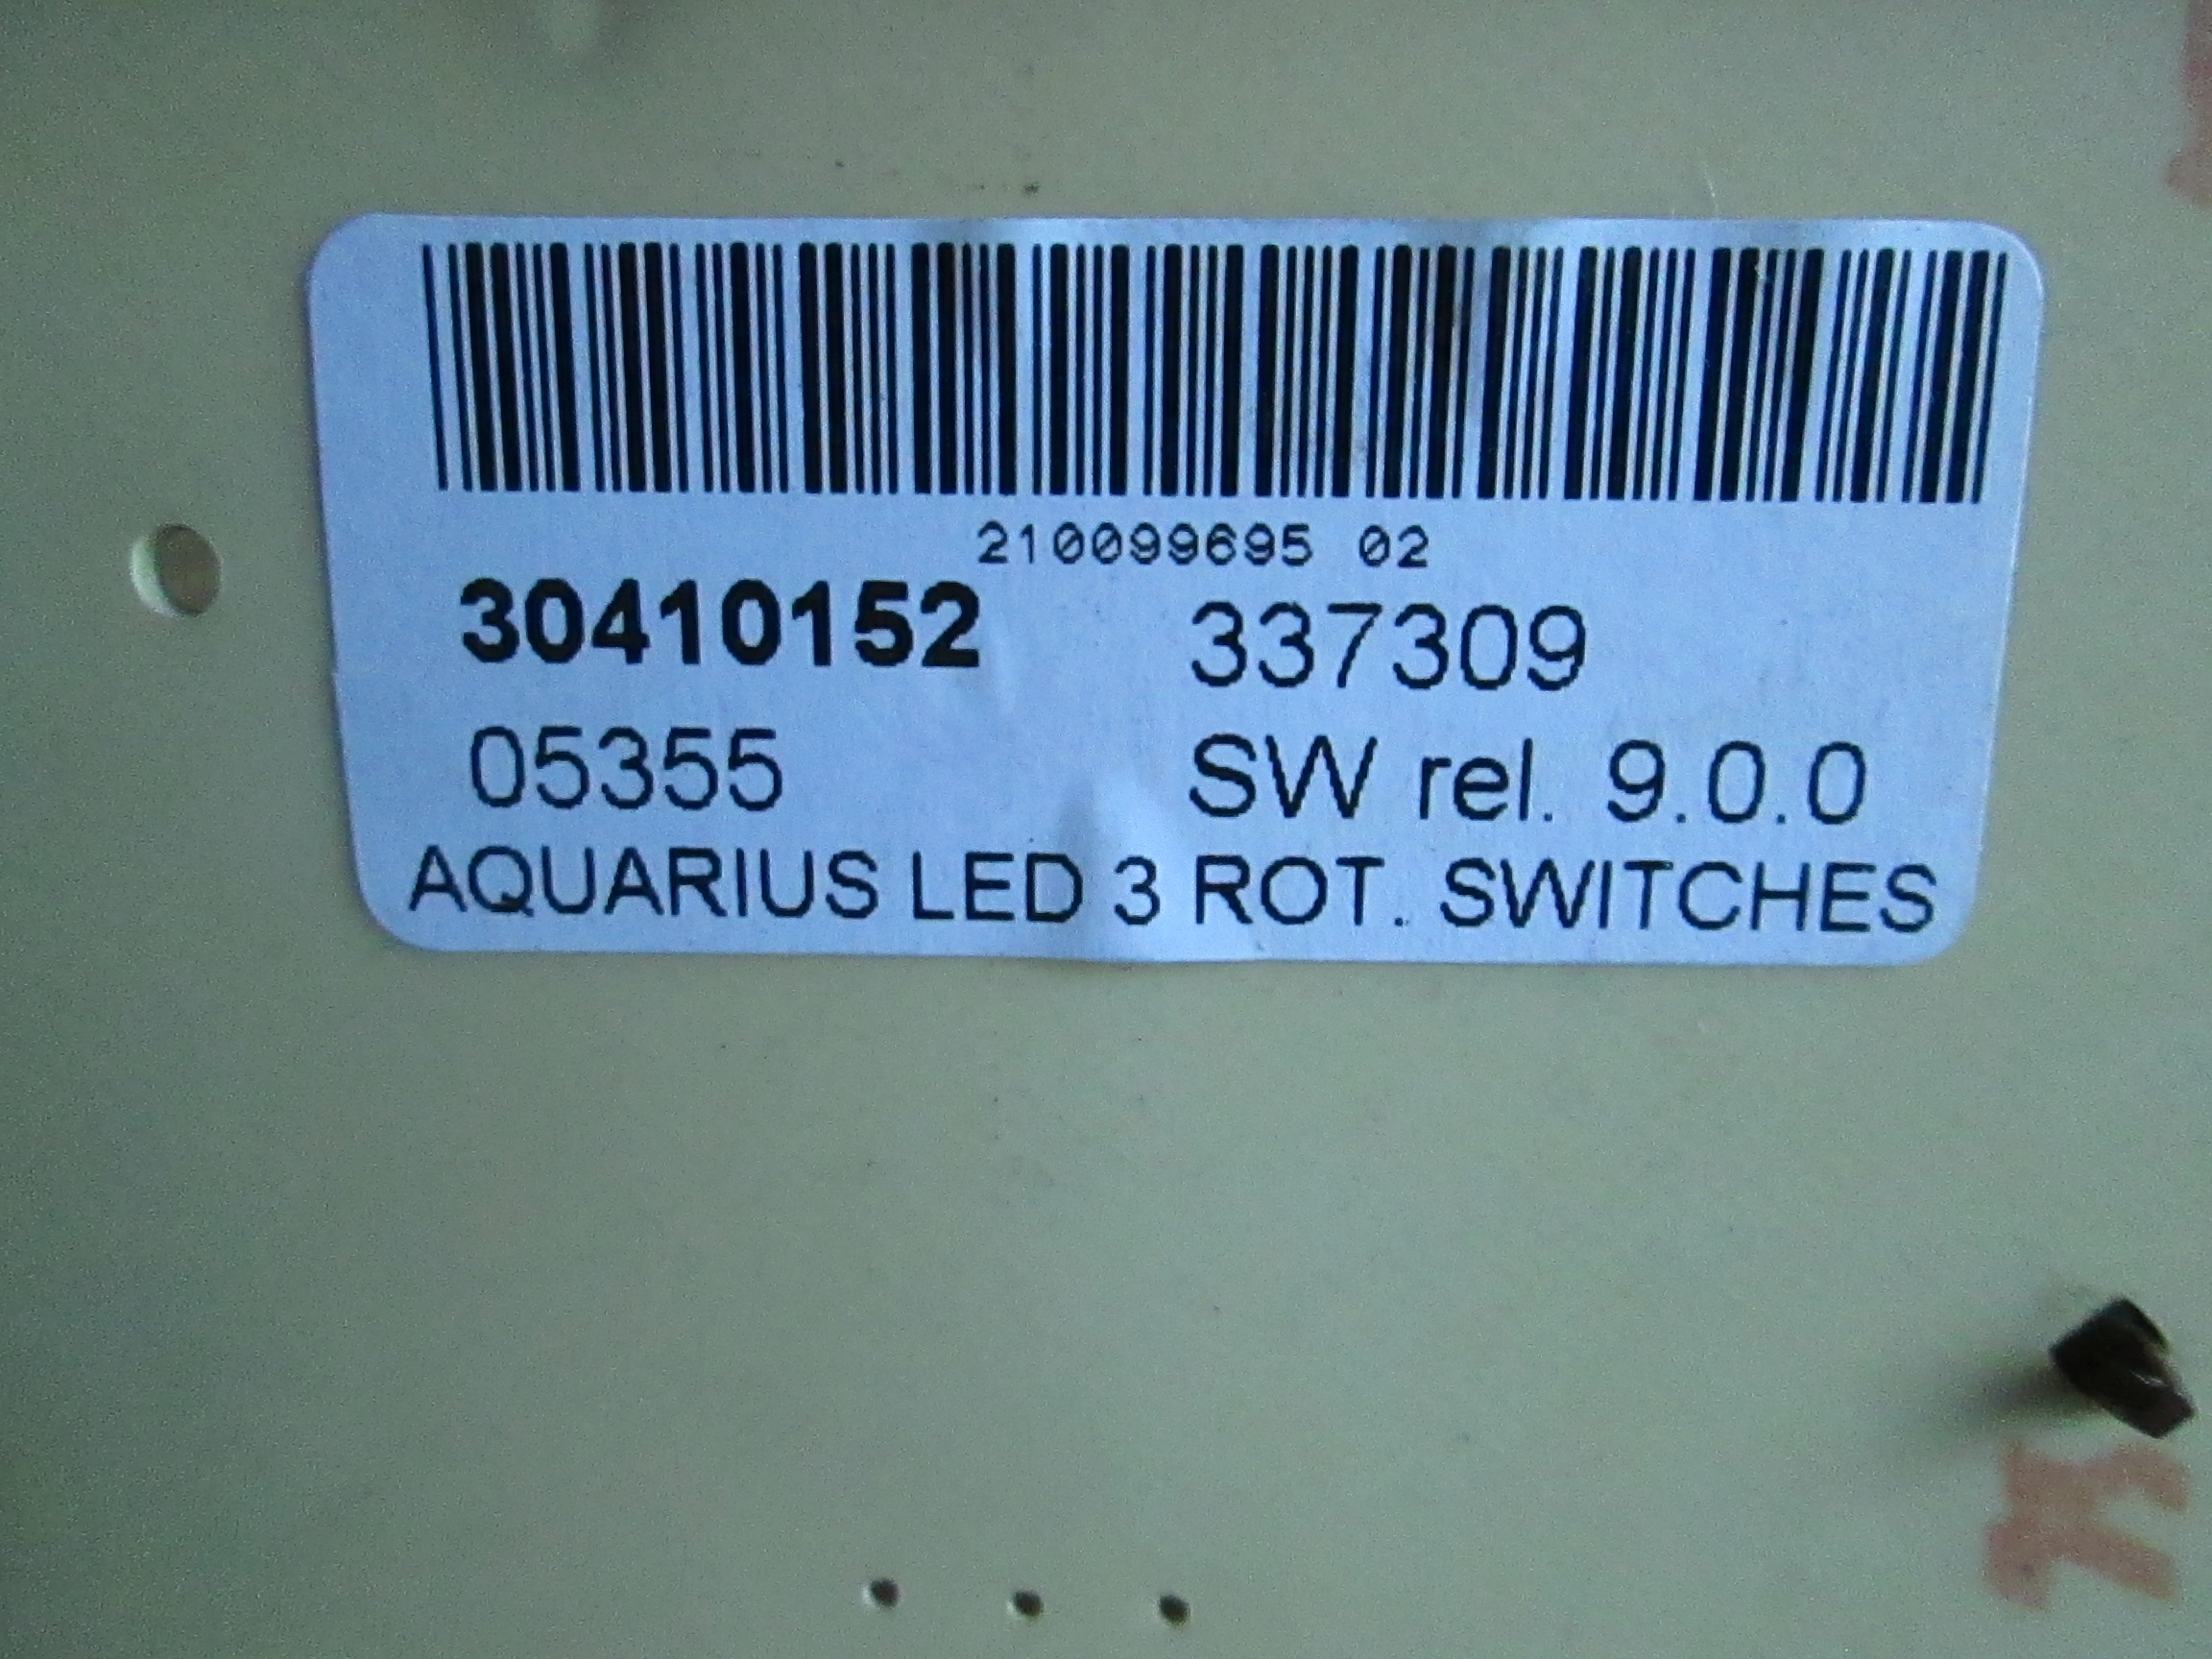 210099695 02
30410152 337309
05355 SW rel. 9.0.0
AQUARIUS LED 3 ROT. SWITCHES